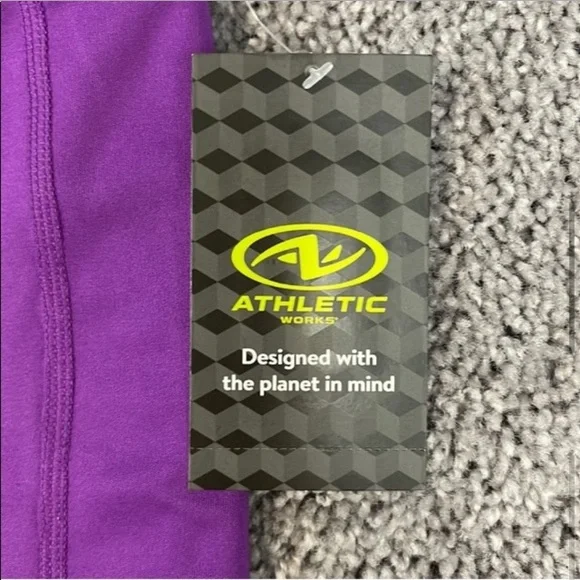 ATHLETIC
WORKS
Designed with
the planet in mind